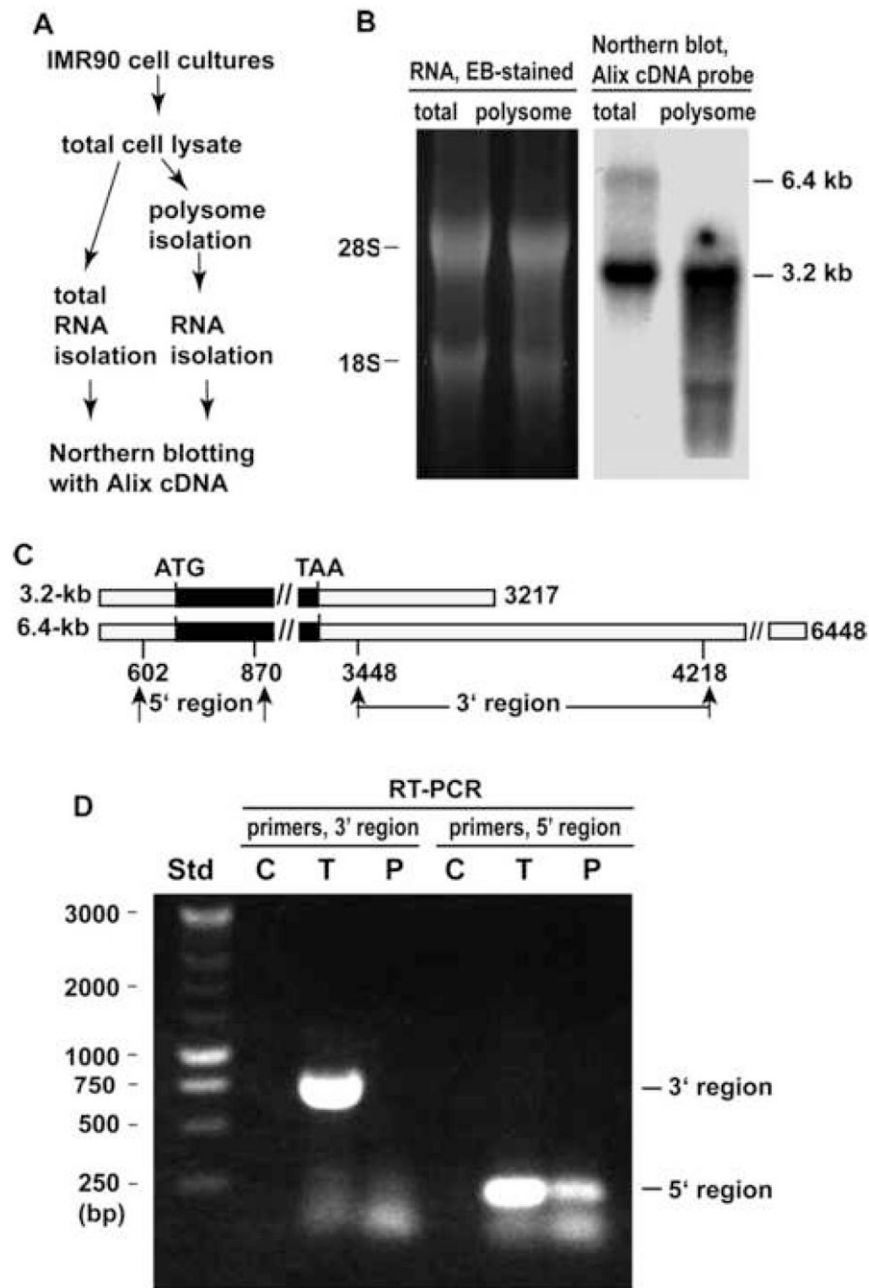 A
IMR90 cell cultures
total cell lysate
polysome
isolation
total
RNA
isolation
RNA
isolation
Northern blotting
with Alix cDNA
B
RNA, EB-stained
total polysome
Northern blot,
Alix cDNA probe
total polysome
28S
18S
6.4 kb
3.2 kb
C
ATG TAA
3.2-kb 3217
6.4-kb 6448
602 870 3448 4218
5‘ region 3‘ region
D
RT-PCR
primers, 3’ region primers, 5’ region
Std C T P C T P
3000
2000
1000
750
500
250
(bp)
3‘ region
5‘ region